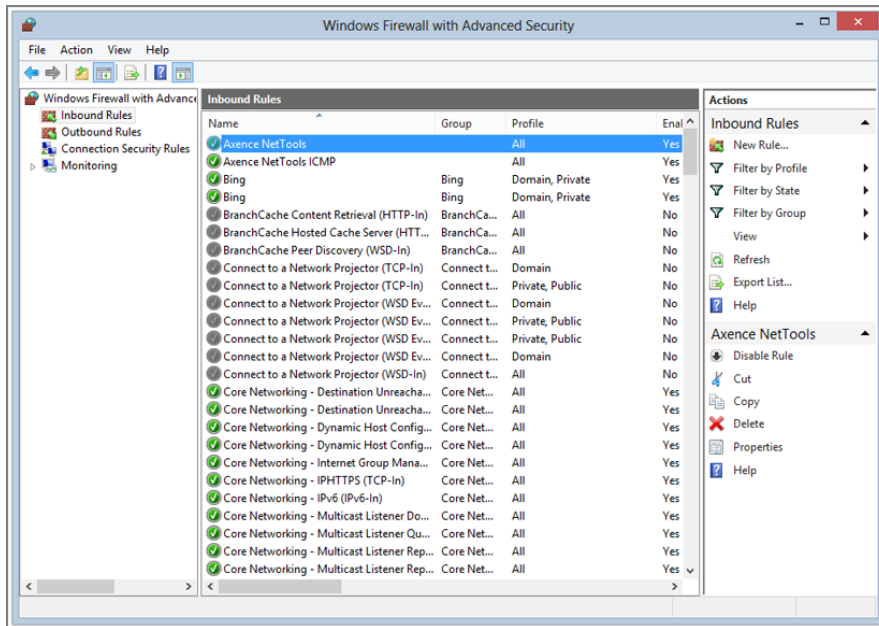 Windows Firewall with Advanced Security
File Action View Help
Windows Firewall with Advance
Inbound Rules
Outbound Rules
Connection Security Rules
Monitoring
Inbound Rules
Name Group Profile Enal
Axence NetTools All Yes
Axence NetTools ICMP All Yes
Bing Bing Domain, Private Yes
Bing Bing Domain, Private Yes
BranchCache Content Retrieval (HTTP-In) BranchCa... All No
BranchCache Hosted Cache Server (HTT... BranchCa... All No
BranchCache Peer Discovery (WSD-In) BranchCa... All No
Connect to a Network Projector (TCP-In) Connect t... Domain No
Connect to a Network Projector (TCP-In) Connect t... Private, Public No
Connect to a Network Projector (WSD Ev... Connect t... Domain No
Connect to a Network Projector (WSD Ev... Connect t... Private, Public No
Connect to a Network Projector (WSD Ev... Connect t... Private, Public No
Connect to a Network Projector (WSD Ev... Connect t... Domain No
Connect to a Network Projector (WSD-In) Connect t... All No
Core Networking - Destination Unreacha... Core Net... All Yes
Core Networking - Destination Unreacha... Core Net... All Yes
Core Networking - Dynamic Host Config... Core Net... All Yes
Core Networking - Dynamic Host Config... Core Net... All Yes
Core Networking - Internet Group Mana... Core Net... All Yes
Core Networking - IPHTTPS (TCP-In) Core Net... All Yes
Core Networking - IPv6 (IPv6-In) Core Net... All Yes
Core Networking - Multicast Listener Do... Core Net... All Yes
Core Networking - Multicast Listener Qu... Core Net... All Yes
Core Networking - Multicast Listener Rep... Core Net... All Yes
Core Networking - Multicast Listener Rep... Core Net... All Yes
Actions
Inbound Rules
New Rule...
Filter by Profile
Filter by State
Filter by Group
View
Refresh
Export List...
Help
Axence NetTools
Disable Rule
Cut
Copy
Delete
Properties
Help